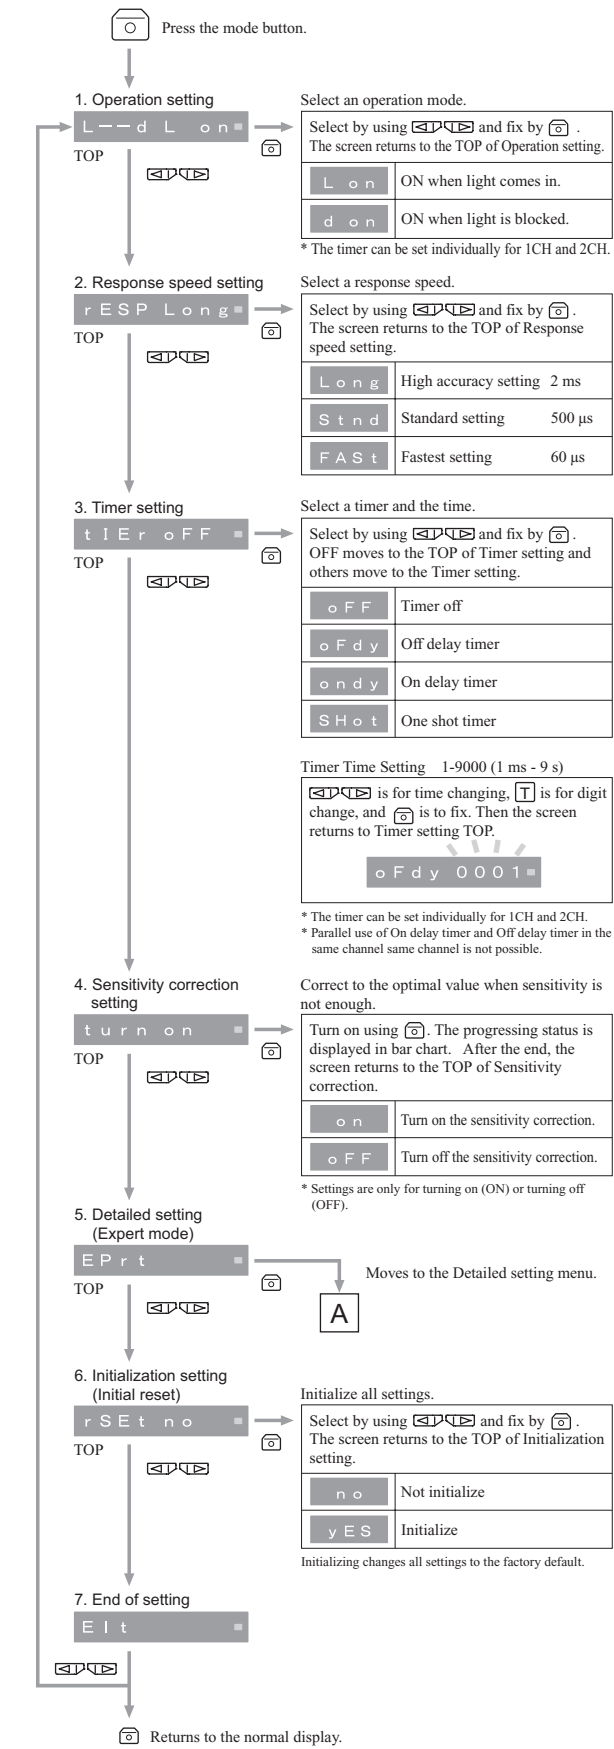 Press the mode button.
1. Operation setting
L--d L on
TOP
Select an operation mode.
Select by using and fix by .
The screen returns to the TOP of Operation setting.
L on ON when light comes in.
d on ON when light is blocked.
* The timer can be set individually for 1CH and 2CH.
2. Response speed setting
rESP Long
TOP
Select a response speed.
Select by using and fix by .
The screen returns to the TOP of Response
speed setting.
Long High accuracy setting 2 ms
Stnd Standard setting 500 μs
FASt Fastest setting 60 μs
3. Timer setting
tIEr oFF
TOP
Select a timer and the time.
Select by using and fix by .
OFF moves to the TOP of Timer setting and
others move to the Timer setting.
oFF Timer off
oFdy Off delay timer
ondy On delay timer
SHot One shot timer
Timer Time Setting 1-9000 (1 ms - 9 s)
is for time changing, T is for digit
change, and is to fix. Then the screen
returns to Timer setting TOP.
oFdy 0001
* The timer can be set individually for 1CH and 2CH.
* Parallel use of On delay timer and Off delay timer in the
same channel same channel is not possible.
4. Sensitivity correction
setting
turn on
TOP
Correct to the optimal value when sensitivity is
not enough.
Turn on using . The progressing status is
displayed in bar chart. After the end, the
screen returns to the TOP of Sensitivity
correction.
on Turn on the sensitivity correction.
oFF Turn off the sensitivity correction.
* Settings are only for turning on (ON) or turning off
(OFF).
5. Detailed setting
(Expert mode)
EPrt
TOP
Moves to the Detailed setting menu.
A
6. Initialization setting
(Initial reset)
rSEt no
TOP
Initialize all settings.
Select by using and fix by .
The screen returns to the TOP of Initialization
setting.
no Not initialize
yES Initialize
Initializing changes all settings to the factory default.
7. End of setting
EIt
Returns to the normal display.